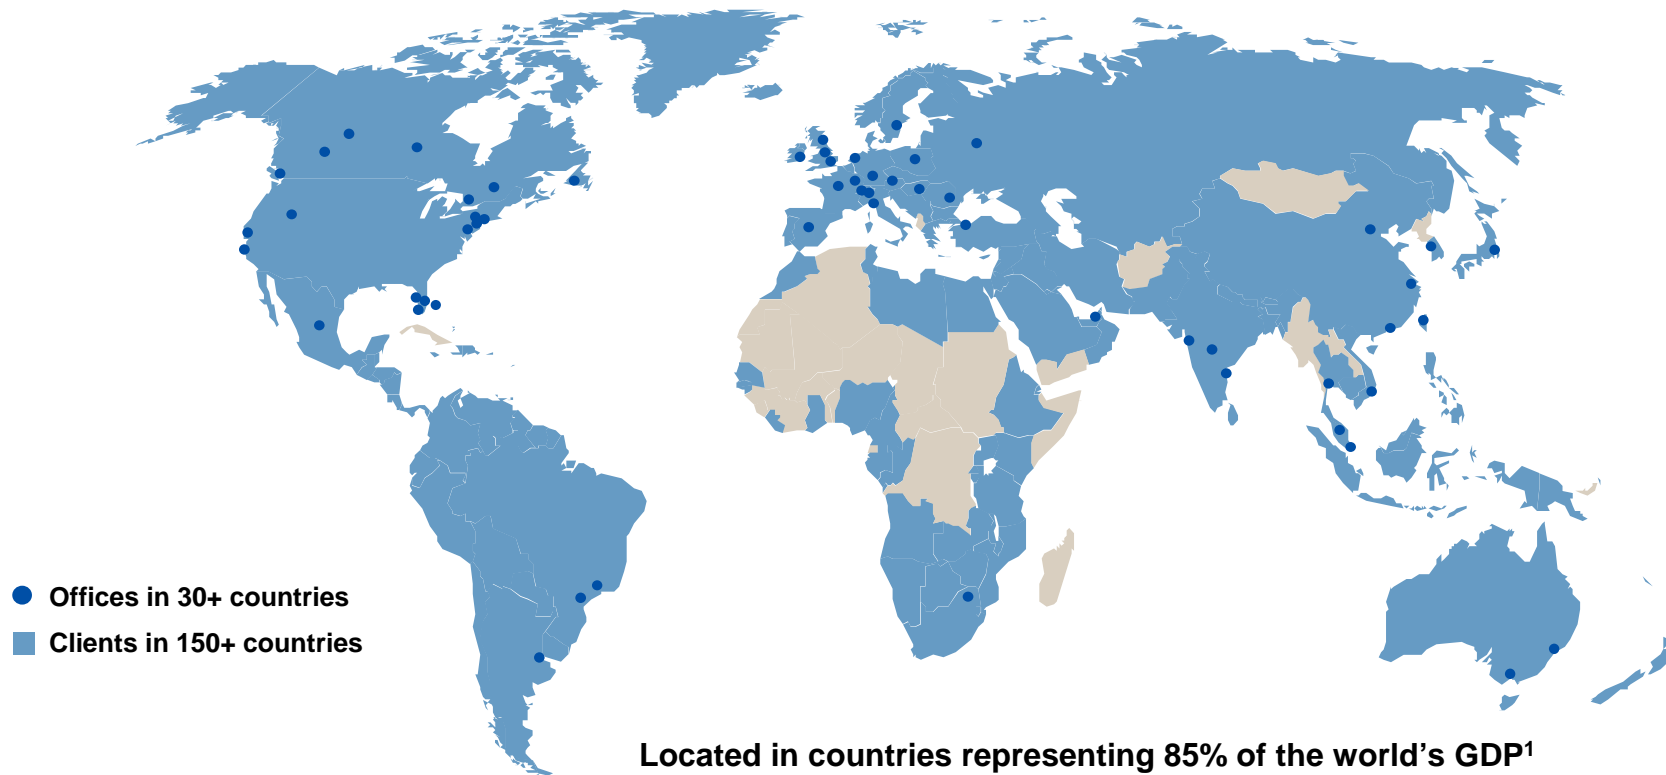 Offices in 30+ countries
Clients in 150+ countries
Located in countries representing 85% of the world’s GDP¹